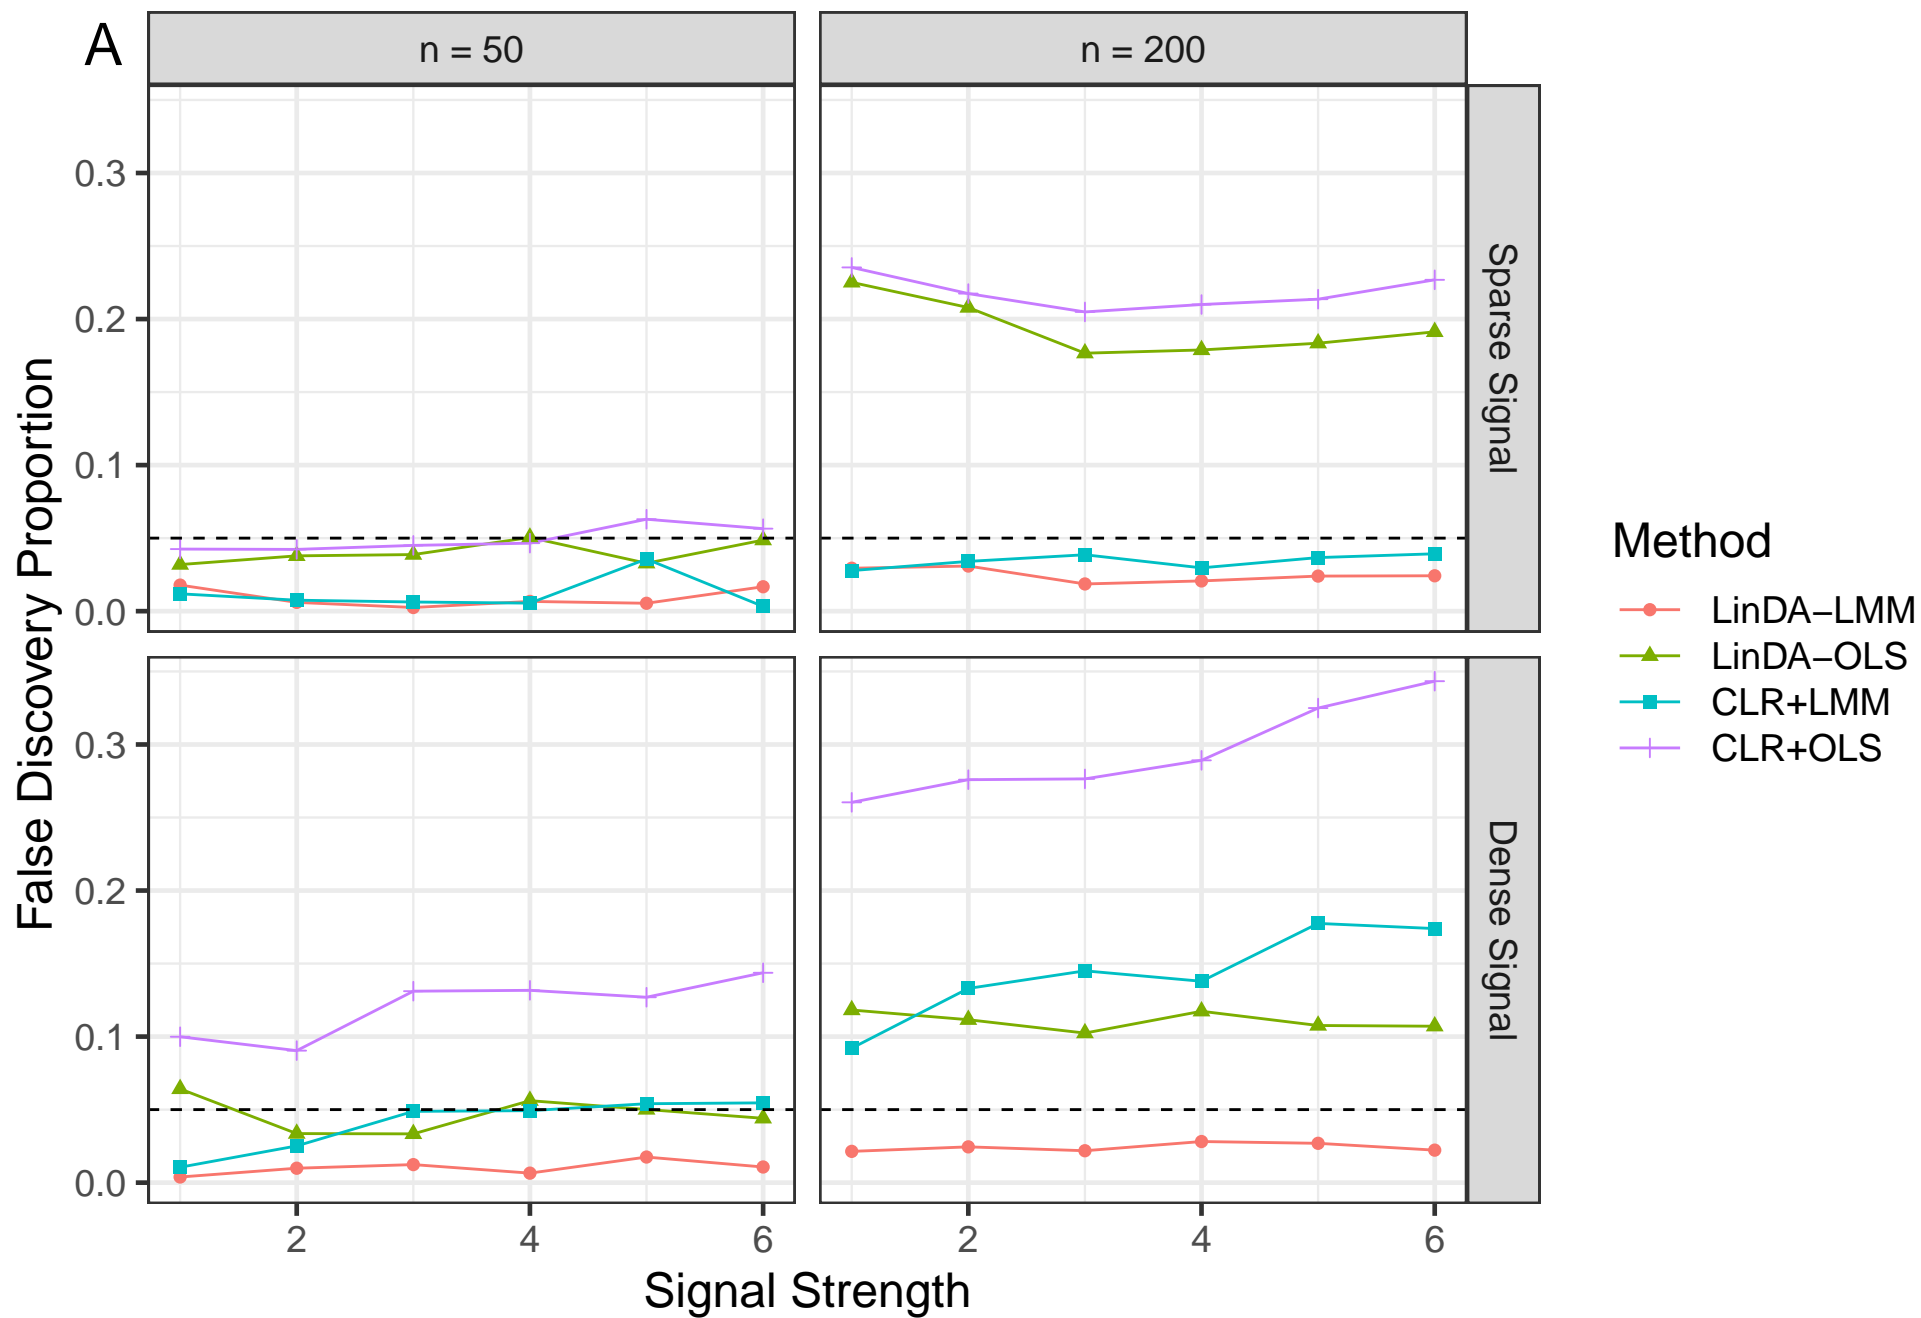 A
n = 50
n = 200
0.3
0.2
0.1
0.0
Sparse Signal
0.3
0.2
0.1
0.0
Dense Signal
False Discovery Proportion
2
4
6
2
4
6
Signal Strength
Method
LinDA−LMM
LinDA−OLS
CLR+LMM
CLR+OLS